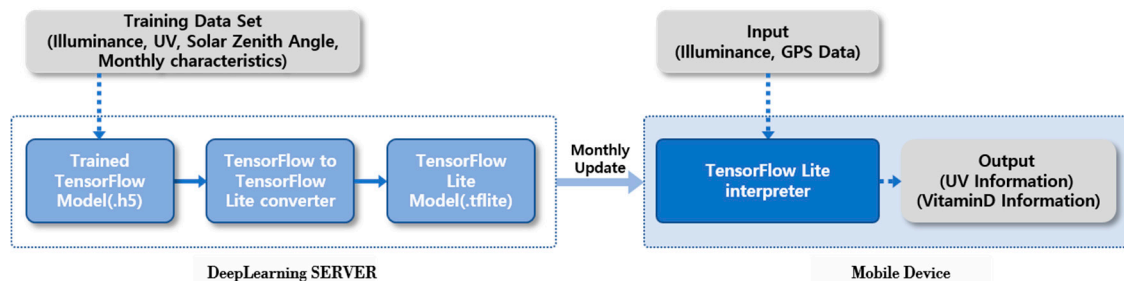 Training Data Set
(Illuminance, UV, Solar Zenith Angle,
Monthly characteristics)
Input
(Illuminance, GPS Data)
Trained
TensorFlow
Model(.h5)
TensorFlow to
TensorFlow
Lite converter
TensorFlow
Lite
Model(.tflite)
Monthly
Update
TensorFlow Lite
interpreter
Output
(UV Information)
(VitaminD Information)
DeepLearning SERVER
Mobile Device